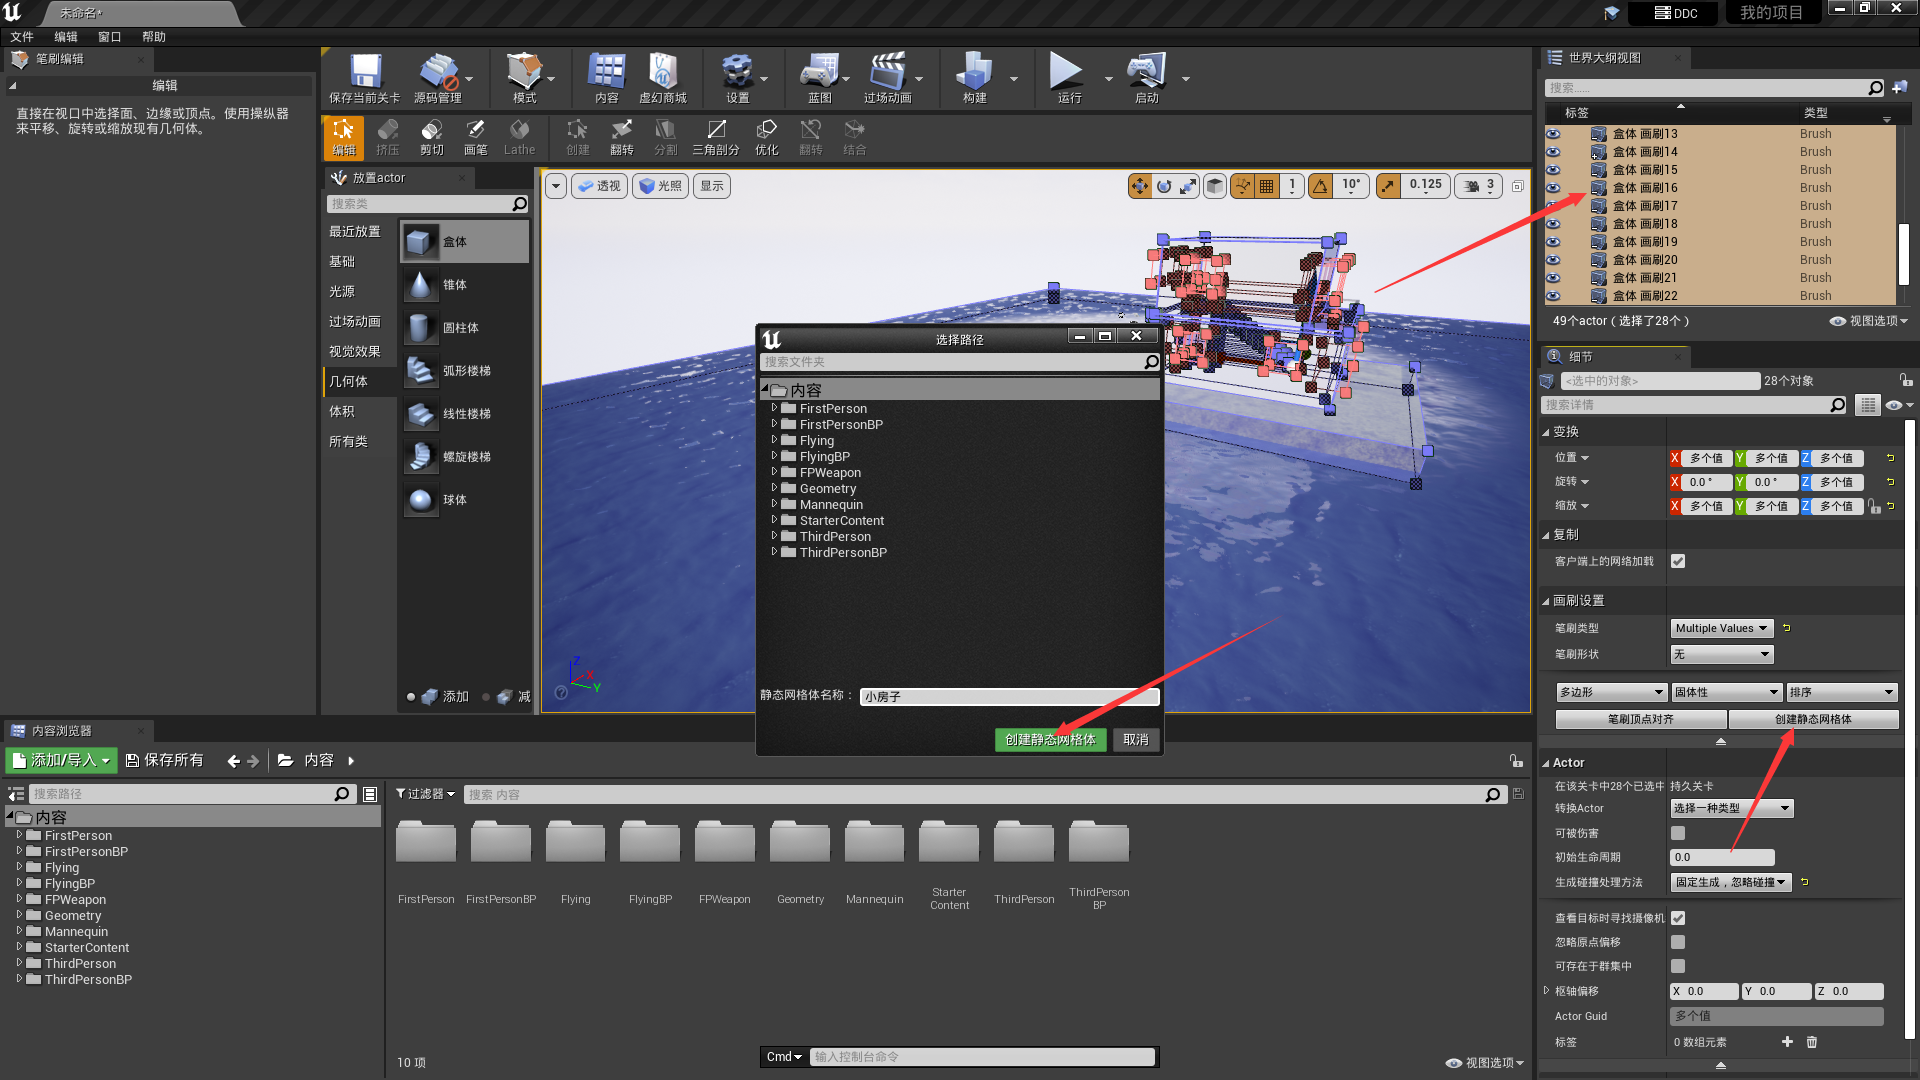 未命名*
DDC
我的项目
文件 编辑 窗口 帮助
笔刷编辑
编辑
直接在视口中选择面、边缘或顶点。使用操纵器
来平移、旋转或缩放现有几何体。
保存当前关卡 源码管理 模式 内容 虚幻商城 设置 蓝图 过场动画 构建 运行 启动
编辑 挤压 剪切 画笔 Lathe 创建 翻转 分割 三角剖分 优化 翻转 结合
放置actor
搜索类
最近放置
基础
光源
过场动画
视觉效果
几何体
体积
所有类
盒体
锥体
圆柱体
弧形楼梯
线性楼梯
螺旋楼梯
球体
添加 减
透视 光照 显示
1 10° 0.125 3
Z X Y
选择路径
搜索文件夹
内容
FirstPerson
FirstPersonBP
Flying
FlyingBP
FPWeapon
Geometry
Mannequin
StarterContent
ThirdPerson
ThirdPersonBP
静态网格体名称： 小房子
创建静态网格体 取消
世界大纲视图
搜索......
标签 类型
盒体 画刷13 Brush
盒体 画刷14 Brush
盒体 画刷15 Brush
盒体 画刷16 Brush
盒体 画刷17 Brush
盒体 画刷18 Brush
盒体 画刷19 Brush
盒体 画刷20 Brush
盒体 画刷21 Brush
盒体 画刷22 Brush
49个actor（选择了28个） 视图选项
细节
<选中的对象> 28个对象
搜索详情
变换
位置 X 多个值 Y 多个值 Z 多个值
旋转 X 0.0 ° Y 0.0 ° Z 多个值
缩放 X 多个值 Y 多个值 Z 多个值
复制
客户端上的网络加载
画刷设置
笔刷类型 Multiple Values
笔刷形状 无
多边形 固体性 排序
笔刷顶点对齐 创建静态网格体
Actor
在该关卡中28个已选中 持久关卡
转换Actor 选择一种类型
可被伤害
初始生命周期 0.0
生成碰撞处理方法 固定生成，忽略碰撞
查看目标时寻找摄像机
忽略原点偏移
可存在于群集中
枢轴偏移 X 0.0 Y 0.0 Z 0.0
Actor Guid 多个值
标签 0 数组元素
内容浏览器
添加/导入 保存所有 内容
搜索路径
内容
FirstPerson
FirstPersonBP
Flying
FlyingBP
FPWeapon
Geometry
Mannequin
StarterContent
ThirdPerson
ThirdPersonBP
过滤器 搜索 内容
FirstPerson FirstPersonBP Flying FlyingBP FPWeapon Geometry Mannequin Starter Content ThirdPerson ThirdPerson BP
10 项 视图选项
Cmd 输入控制台命令